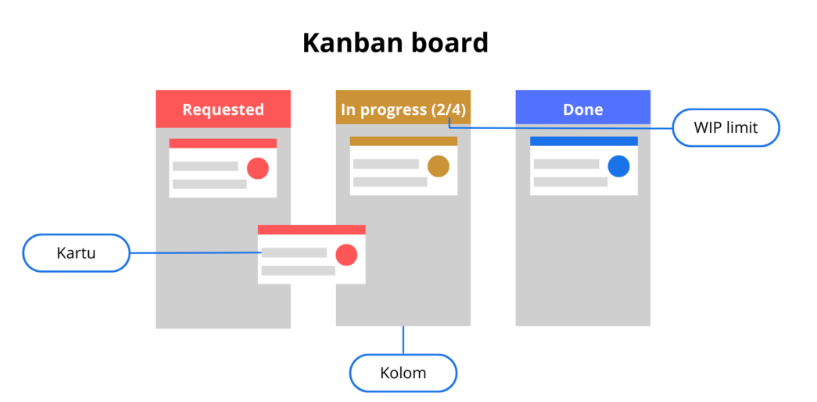 Kanban board
Requested
In progress (2/4)
Done
WIP limit
Kartu
Kolom